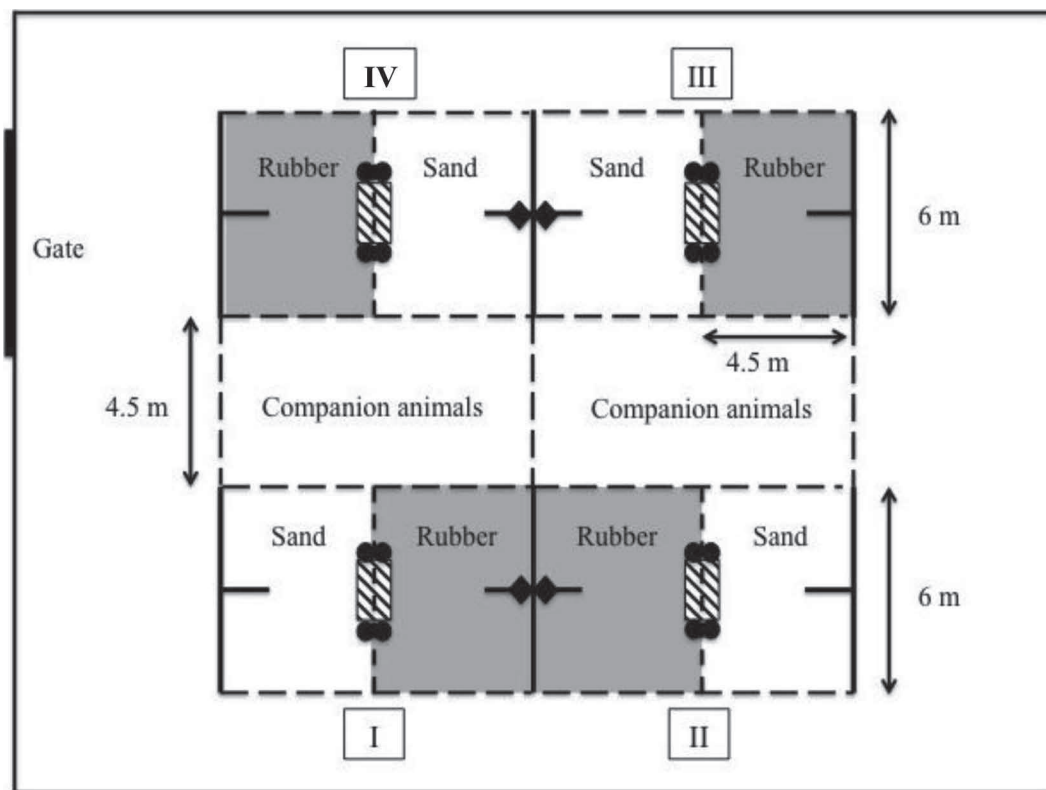 IV
III
Rubber
Sand
Sand
Rubber
6 m
Gate
4.5 m
4.5 m
Companion animals
Companion animals
Sand
Rubber
Rubber
Sand
6 m
I
II